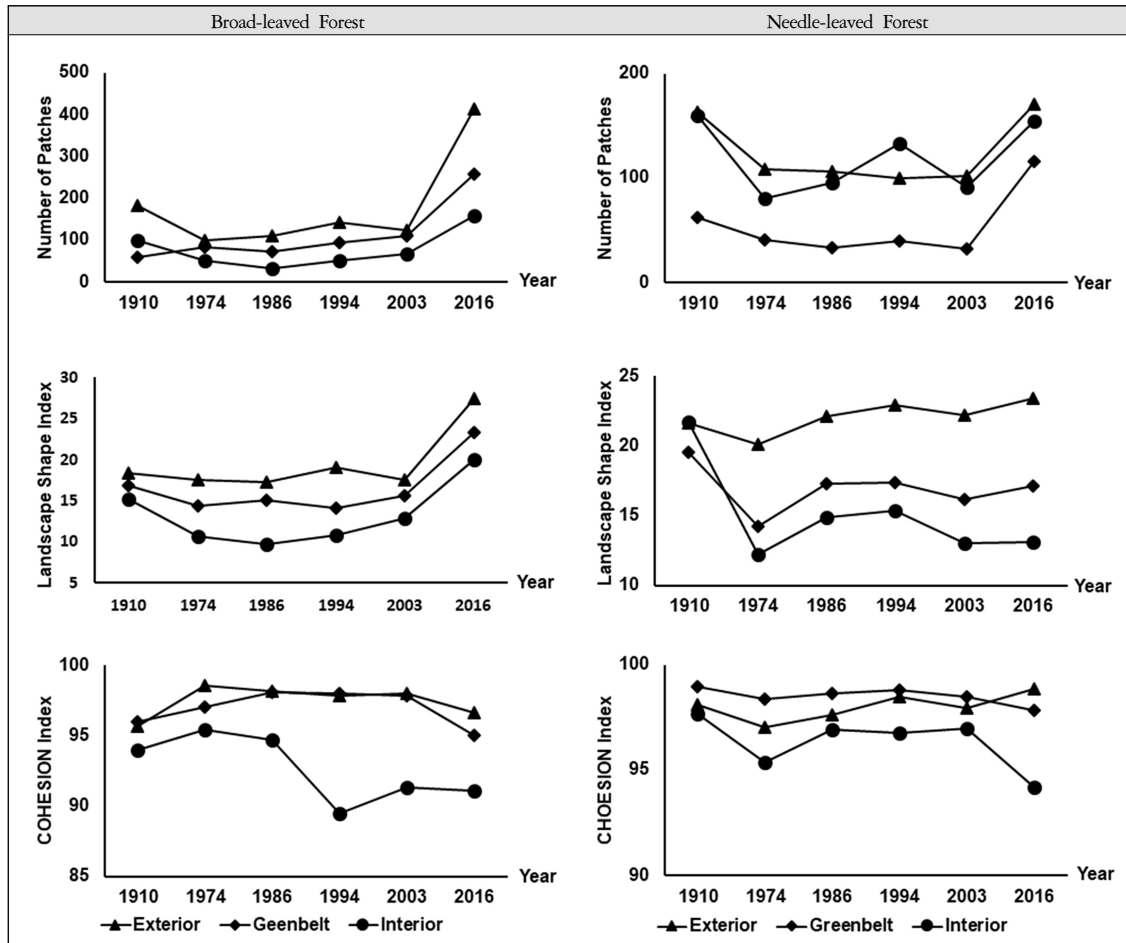 Broad-leaved Forest
Needle-leaved Forest
Number of Patches
500
400
300
200
100
0
1910 1974 1986 1994 2003 2016
Year
Number of Patches
200
100
0
1910 1974 1986 1994 2003 2016
Year
Landscape Shape Index
30
25
20
15
10
5
1910 1974 1986 1994 2003 2016
Year
Landscape Shape Index
25
20
15
10
1910 1974 1986 1994 2003 2016
Year
COHESION Index
100
95
90
85
1910 1974 1986 1994 2003 2016
Year
Exterior Geenbelt Interior
CHOESION Index
100
95
90
1910 1974 1986 1994 2003 2016
Year
Exterior Greenbelt Interior